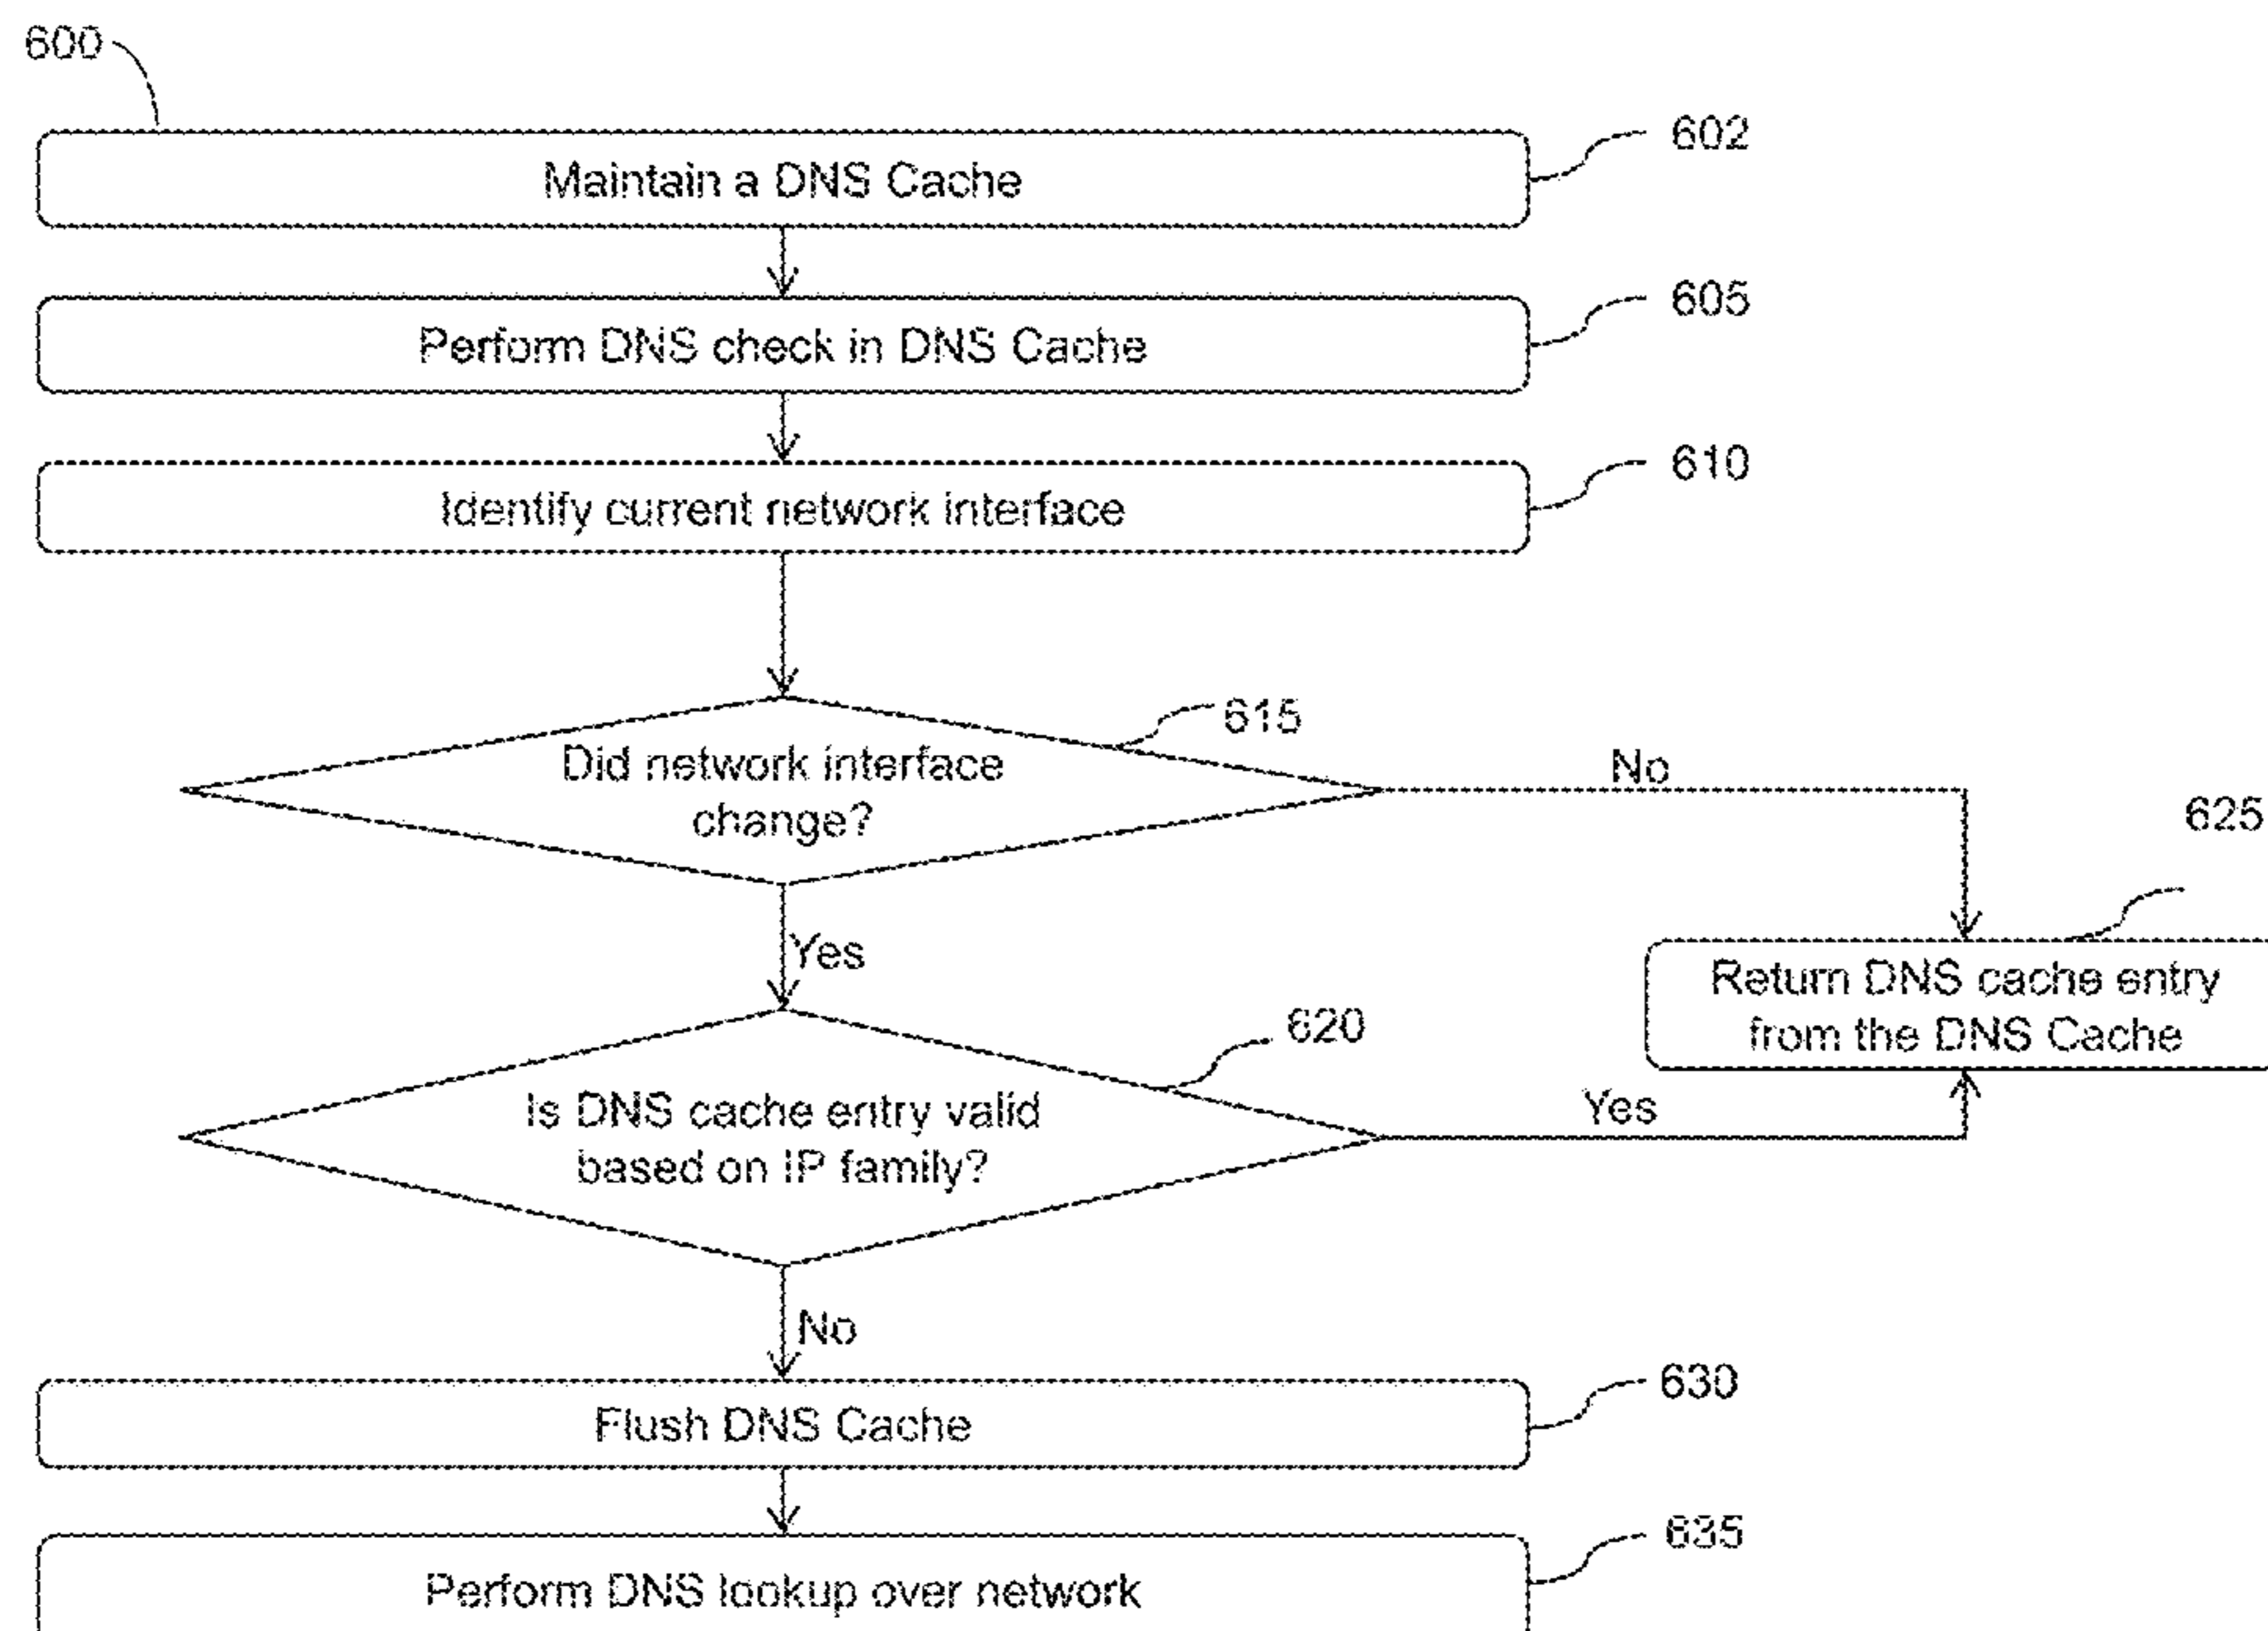 600
Maintain a DNS Cache
602
Perform DNS check in DNS Cache
605
Identify current network interface
610
Did network interface
change?
615
No
625
Yes
Return DNS cache entry
from the DNS Cache
Is DNS cache entry valid
based on IP family?
620
Yes
No
Flush DNS Cache
630
Perform DNS lookup over network
635